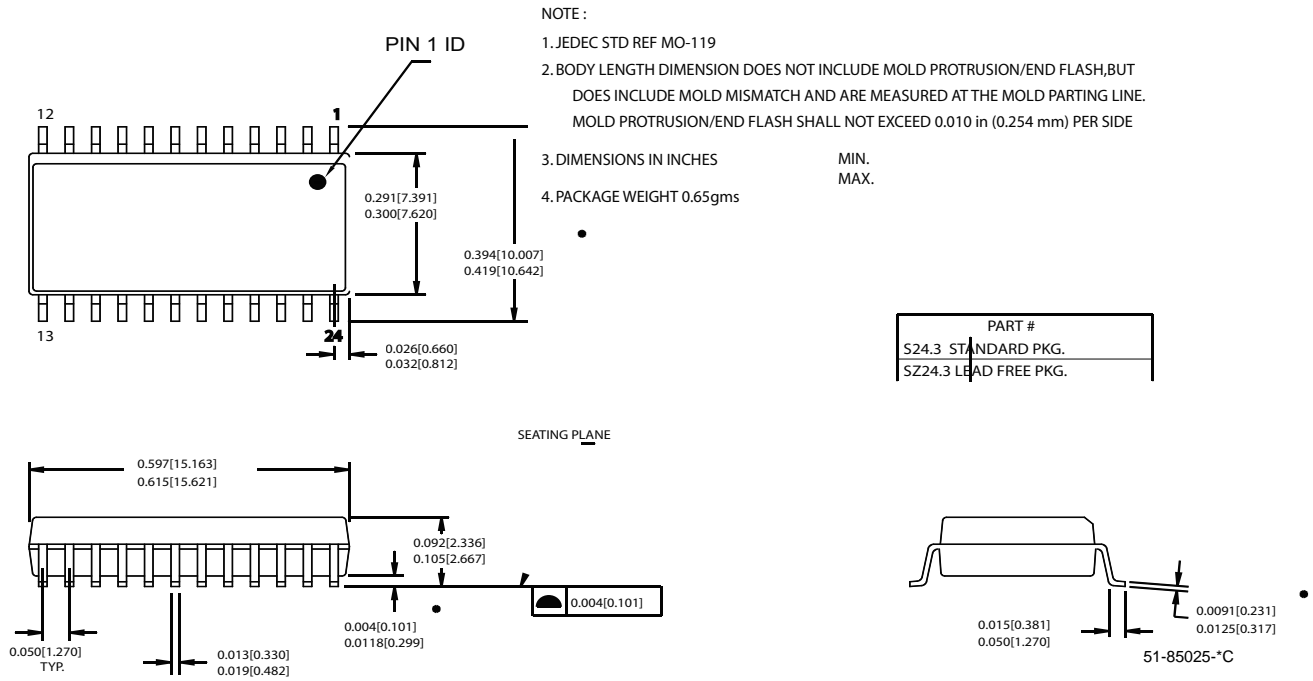 NOTE :
PIN 1 ID
1. JEDEC STD REF MO-119
2. BODY LENGTH DIMENSION DOES NOT INCLUDE MOLD PROTRUSION/END FLASH,BUT
DOES INCLUDE MOLD MISMATCH AND ARE MEASURED AT THE MOLD PARTING LINE.
MOLD PROTRUSION/END FLASH SHALL NOT EXCEED 0.010 in (0.254 mm) PER SIDE
3. DIMENSIONS IN INCHES
MIN.
MAX.
4. PACKAGE WEIGHT 0.65gms
12
1
0.291[7.391]
0.300[7.620]
0.394[10.007]
0.419[10.642]
13
24
0.026[0.660]
0.032[0.812]
PART #
S24.3 STANDARD PKG.
SZ24.3 LEAD FREE PKG.
SEATING PLANE
0.597[15.163]
0.615[15.621]
0.092[2.336]
0.105[2.667]
0.004[0.101]
0.004[0.101]
0.0118[0.299]
0.050[1.270]
TYP.
0.013[0.330]
0.019[0.482]
0.015[0.381]
0.050[1.270]
0.0091[0.231]
0.0125[0.317]
51-85025-*C